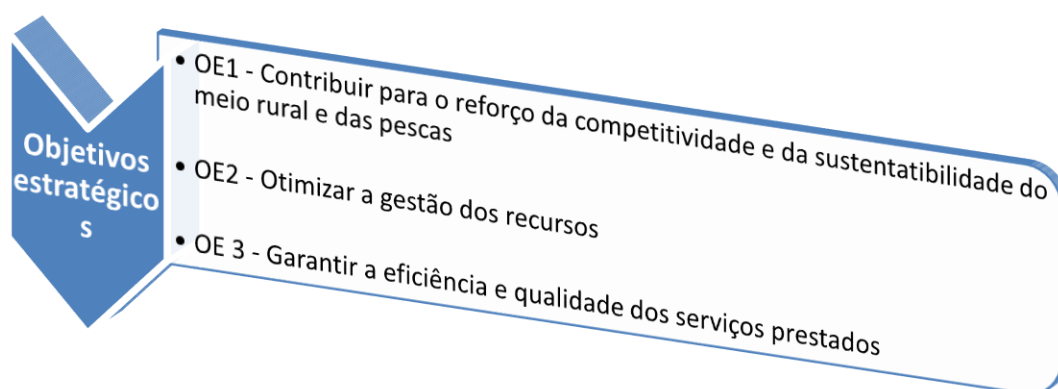 Objetivos
estratégico
s
• OE1 - Contribuir para o reforço da competitividade e da sustentatibilidade do
meio rural e das pescas
• OE2 - Otimizar a gestão dos recursos
• OE 3 - Garantir a eficiência e qualidade dos serviços prestados